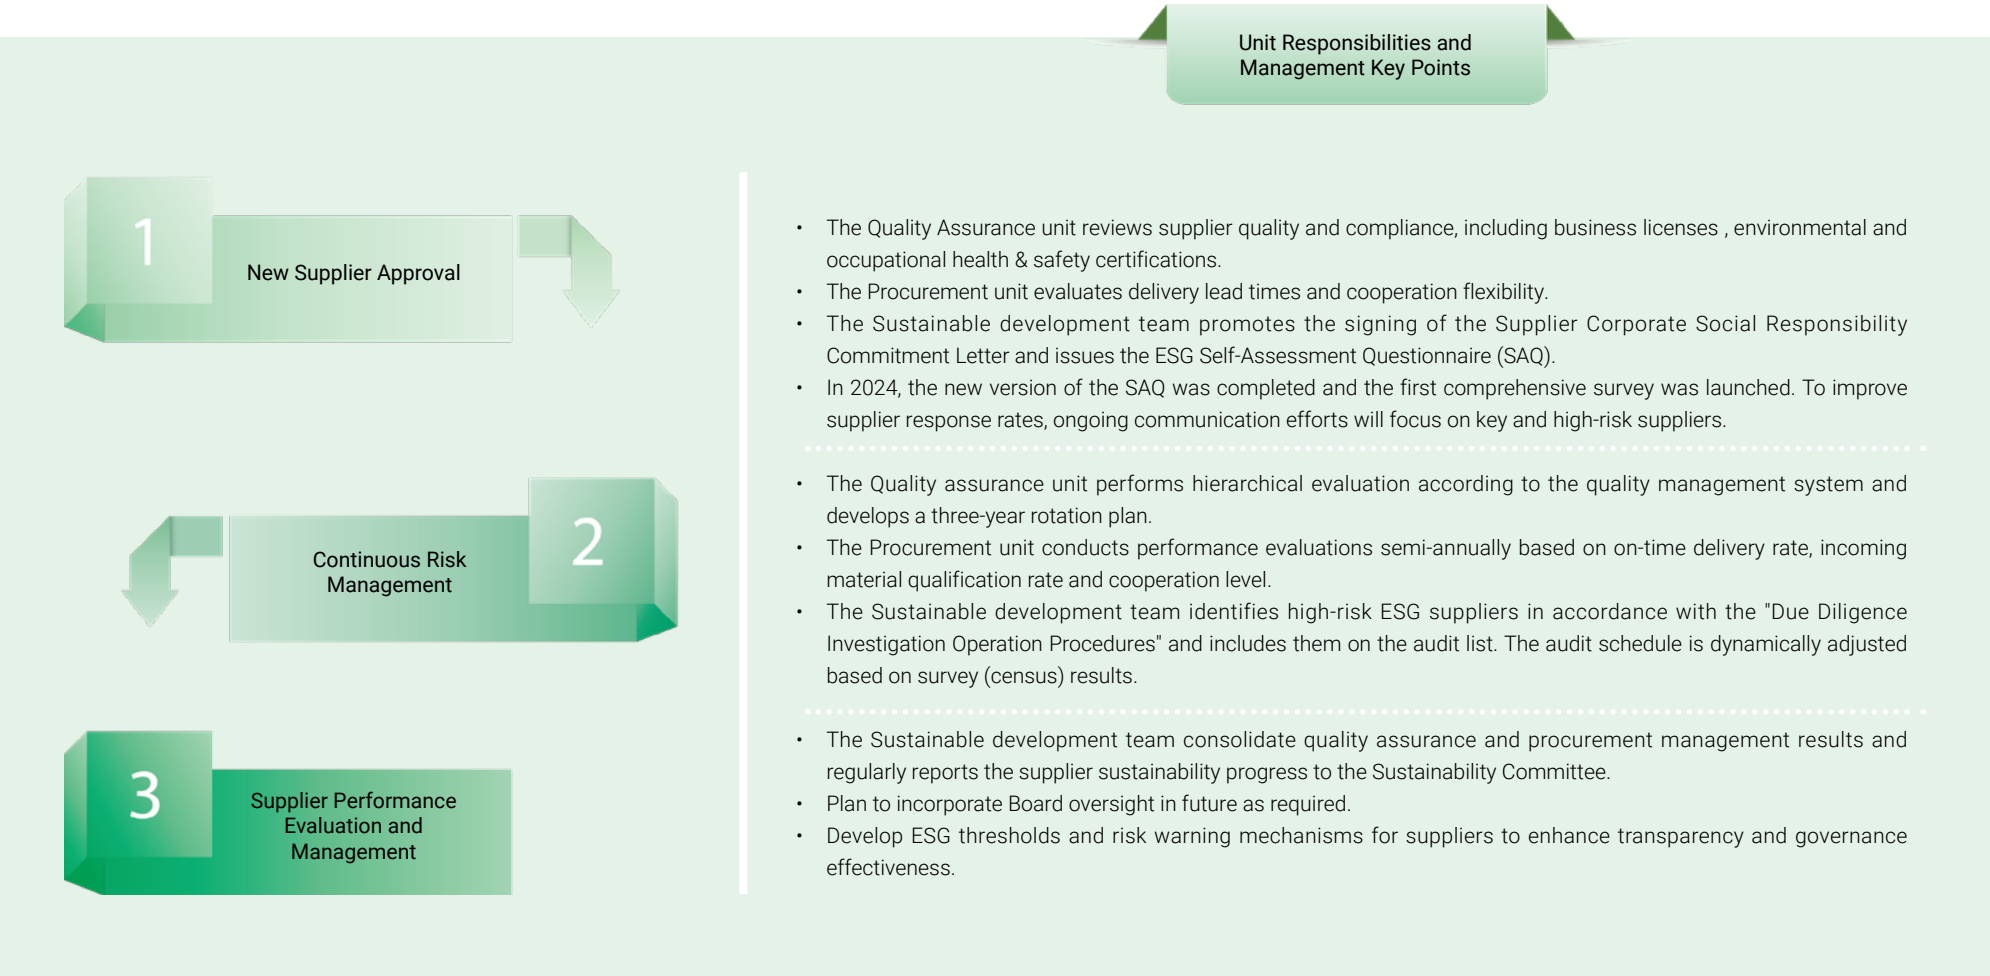 Unit Responsibilities and
Management Key Points
1
New Supplier Approval
• The Quality Assurance unit reviews supplier quality and compliance, including business licenses , environmental and
occupational health & safety certifications.
• The Procurement unit evaluates delivery lead times and cooperation flexibility.
• The Sustainable development team promotes the signing of the Supplier Corporate Social Responsibility
Commitment Letter and issues the ESG Self-Assessment Questionnaire (SAQ).
• In 2024, the new version of the SAQ was completed and the first comprehensive survey was launched. To improve
supplier response rates, ongoing communication efforts will focus on key and high-risk suppliers.
Continuous Risk
Management
2
• The Quality assurance unit performs hierarchical evaluation according to the quality management system and
develops a three-year rotation plan.
• The Procurement unit conducts performance evaluations semi-annually based on on-time delivery rate, incoming
material qualification rate and cooperation level.
• The Sustainable development team identifies high-risk ESG suppliers in accordance with the "Due Diligence
Investigation Operation Procedures" and includes them on the audit list. The audit schedule is dynamically adjusted
based on survey (census) results.
3
Supplier Performance
Evaluation and
Management
• The Sustainable development team consolidate quality assurance and procurement management results and
regularly reports the supplier sustainability progress to the Sustainability Committee.
• Plan to incorporate Board oversight in future as required.
• Develop ESG thresholds and risk warning mechanisms for suppliers to enhance transparency and governance
effectiveness.